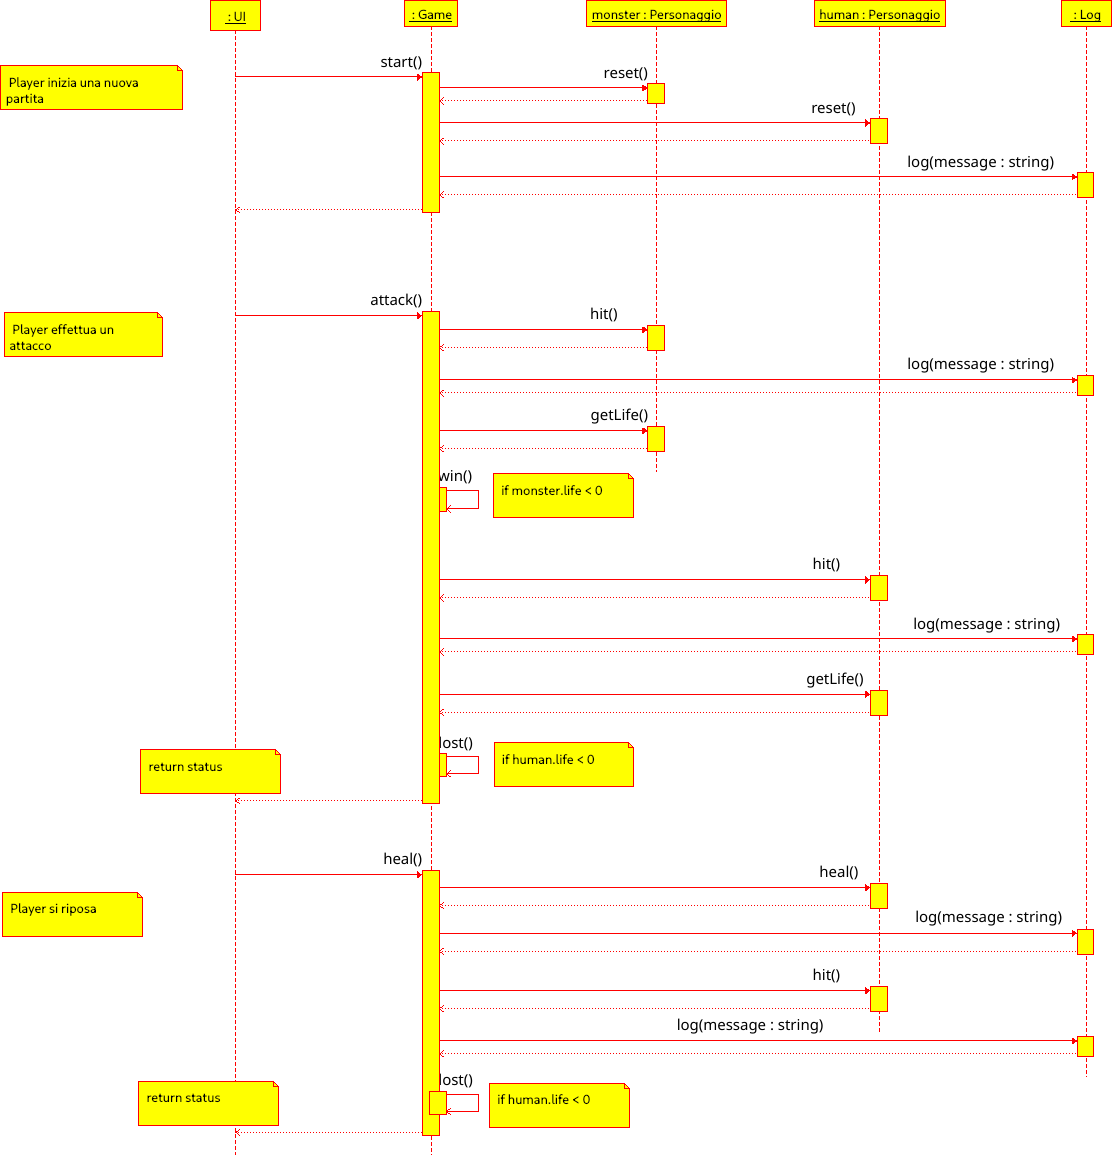 : UI
: Game
monster : Personaggio
human : Personaggio
: Log
start()
Player inizia una nuova
partita
reset()
reset()
log(message : string)
attack()
Player effettua un
attacco
hit()
log(message : string)
getLife()
win()
if monster.life < 0
hit()
log(message : string)
getLife()
lost()
if human.life < 0
return status
heal()
heal()
Player si riposa
log(message : string)
hit()
log(message : string)
lost()
if human.life < 0
return status